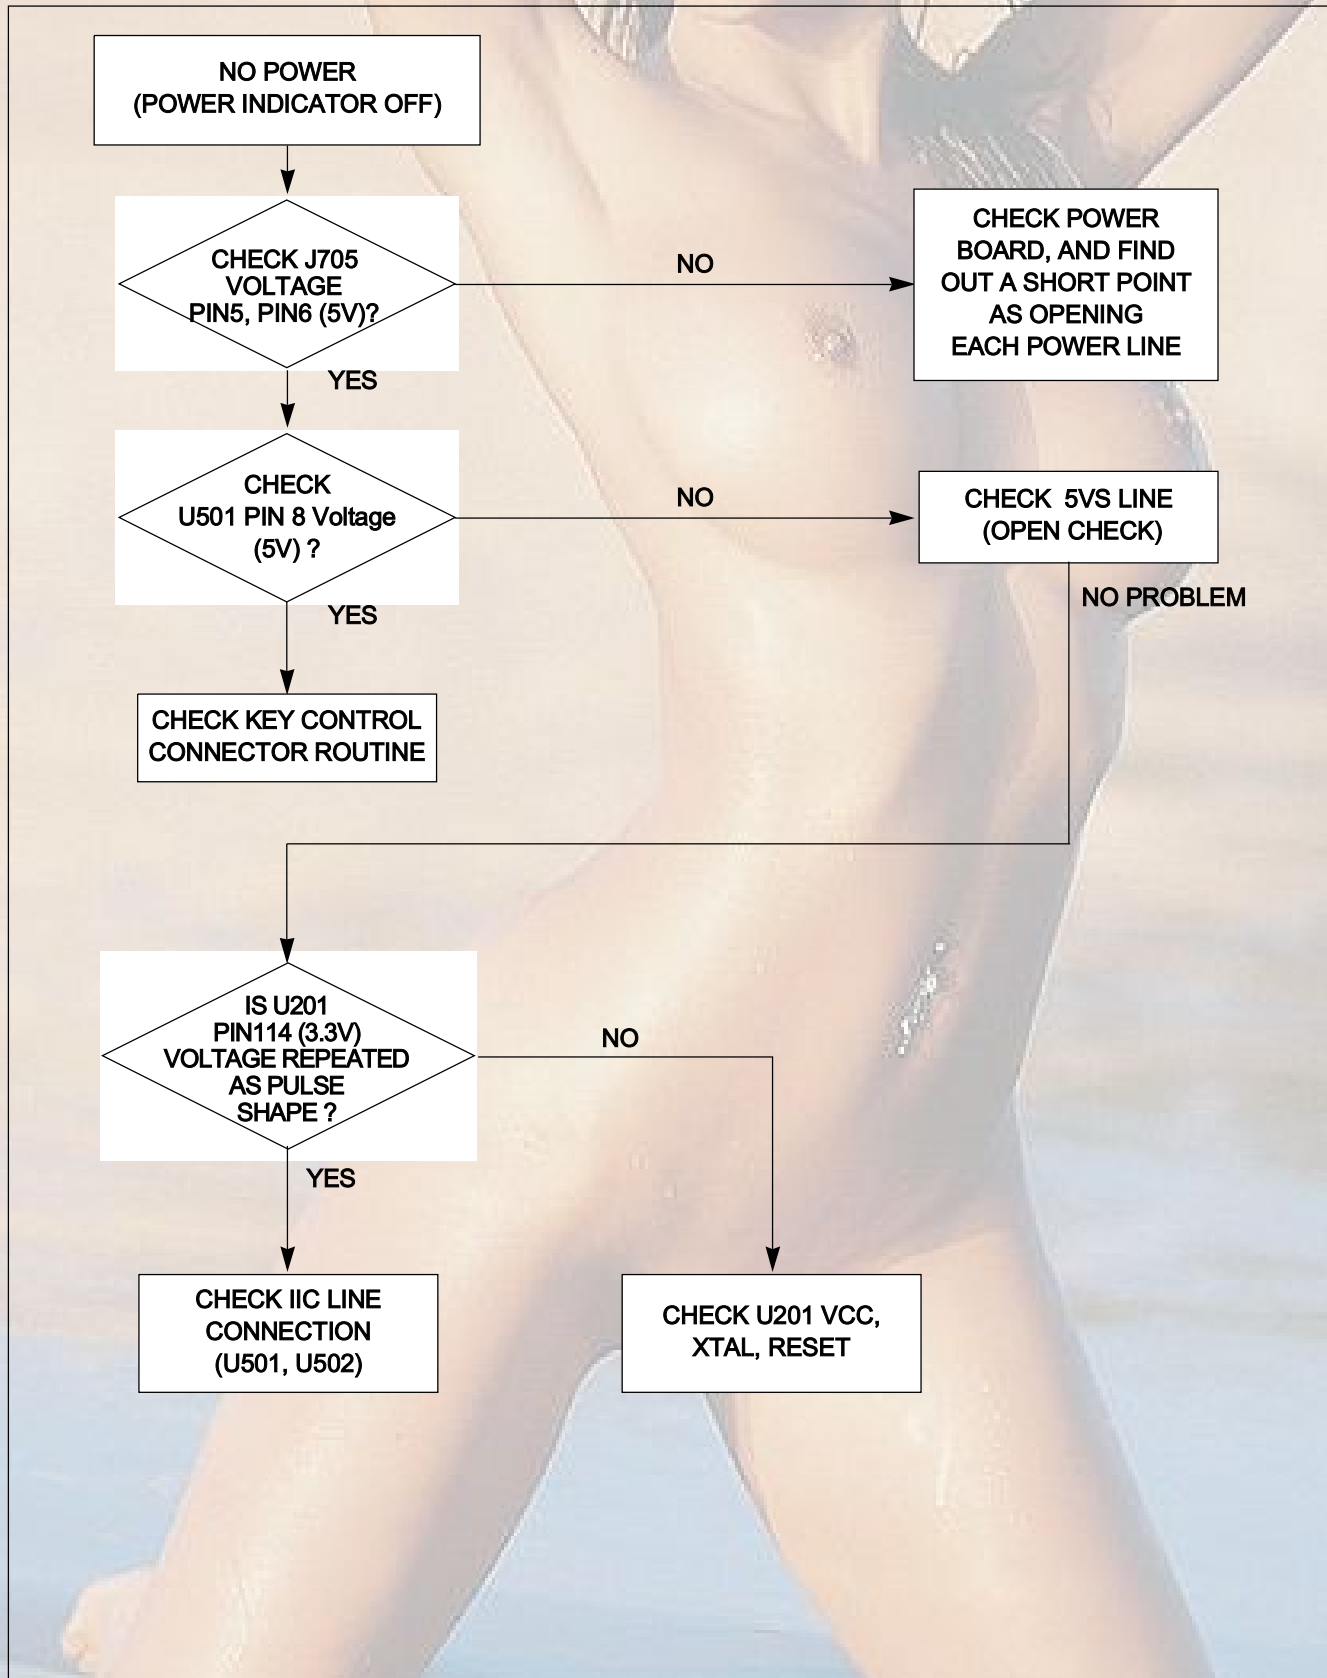 NO POWER
(POWER INDICATOR OFF)
CHECK J705
VOLTAGE
PIN5, PIN6 (5V)?
NO
CHECK POWER
BOARD, AND FIND
OUT A SHORT POINT
AS OPENING
EACH POWER LINE
YES
CHECK
U501 PIN 8 Voltage
(5V) ?
NO
CHECK 5VS LINE
(OPEN CHECK)
NO PROBLEM
YES
CHECK KEY CONTROL
CONNECTOR ROUTINE
IS U201
PIN114 (3.3V)
VOLTAGE REPEATED
AS PULSE
SHAPE ?
NO
YES
CHECK IIC LINE
CONNECTION
(U501, U502)
CHECK U201 VCC,
XTAL, RESET